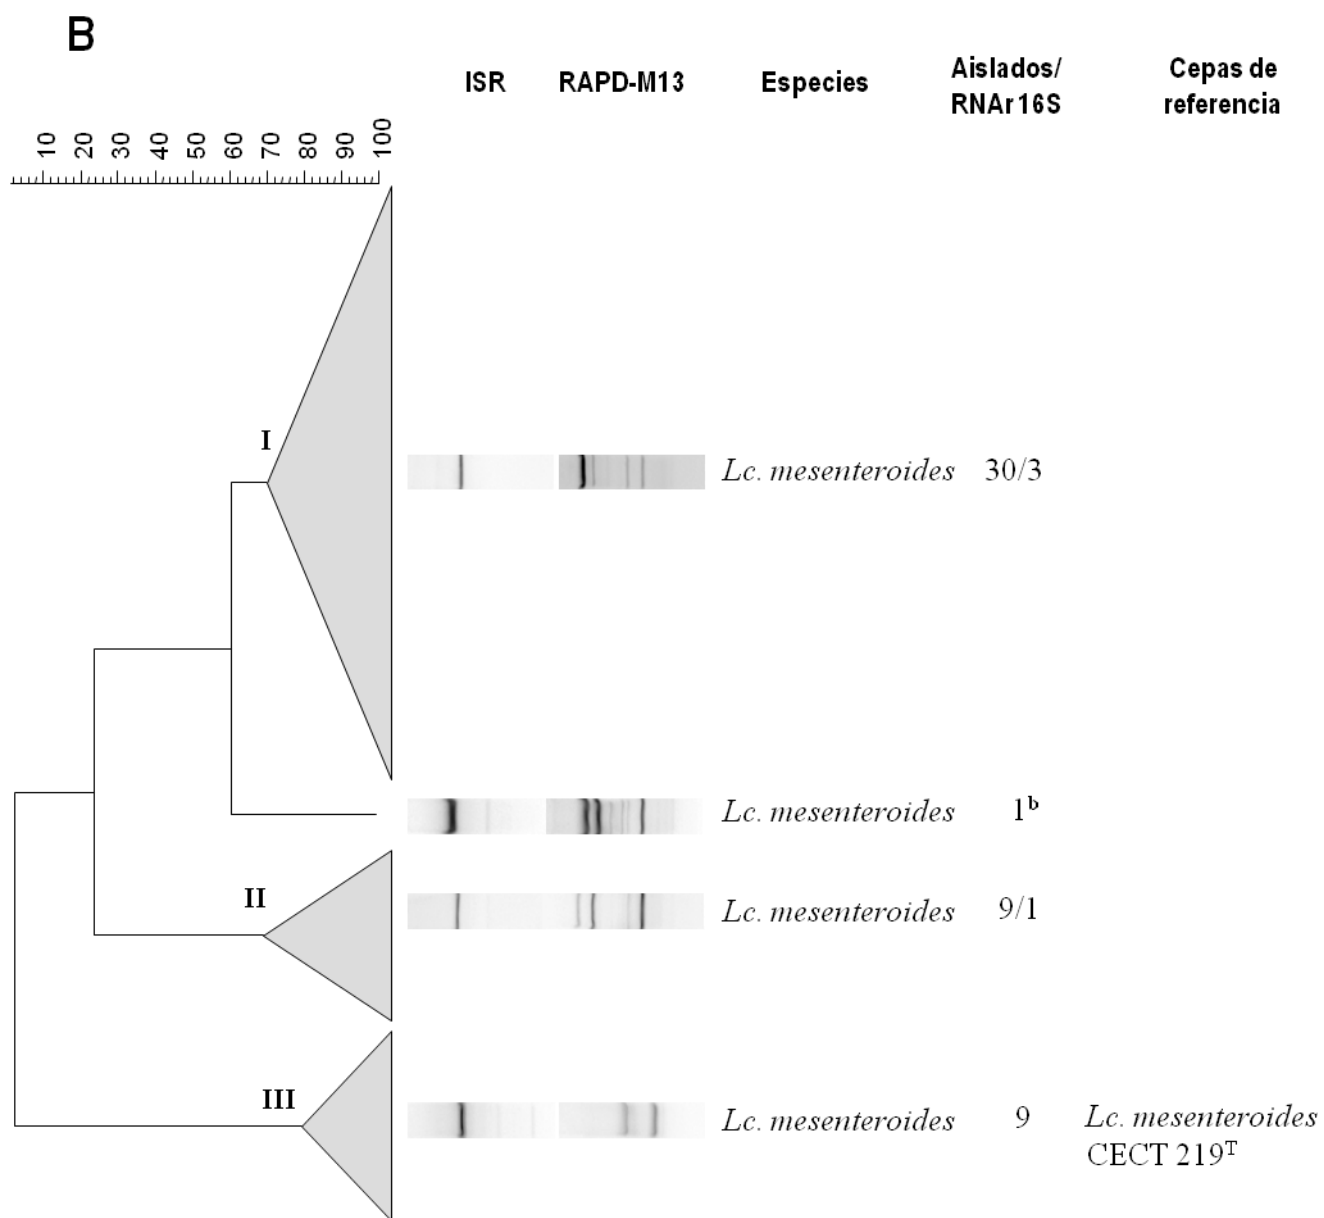 B
ISR RAPD-M13 Especies Aislados/ Cepas de
RNAr 16S referencia
10 20 30 40 50 60 70 80 90 100
I
Lc. mesenteroides 30/3
Lc. mesenteroides 1ᵇ
II
Lc. mesenteroides 9/1
III
Lc. mesenteroides 9 Lc. mesenteroides
CECT 219ᵀ